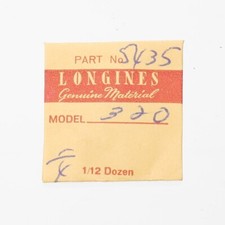 PART NO. 5435
LONGINES
Genuine Material
MODEL 320
1/12 Dozen